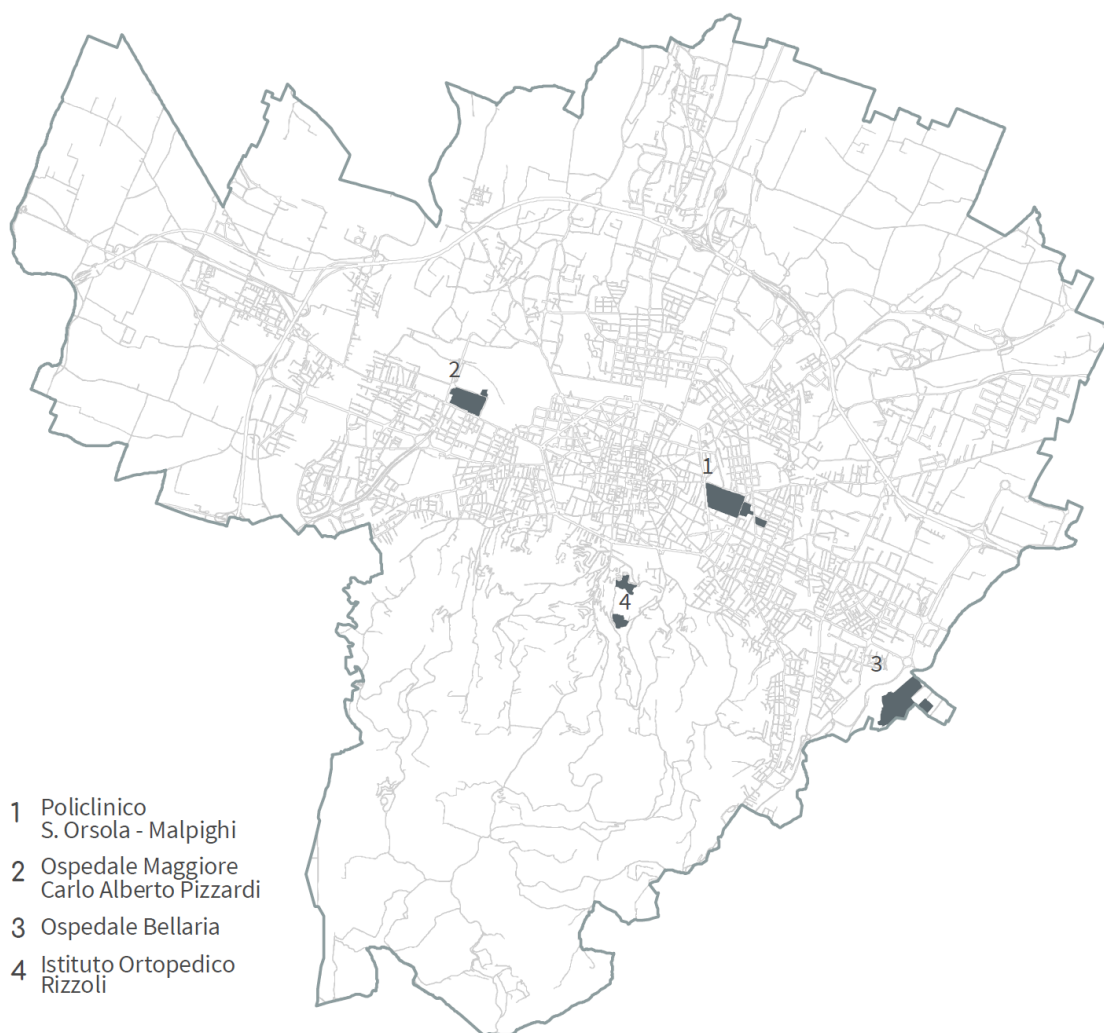 2
1
4
3
1 Policlinico
S. Orsola - Malpighi
2 Ospedale Maggiore
Carlo Alberto Pizzardi
3 Ospedale Bellaria
4 Istituto Ortopedico
Rizzoli